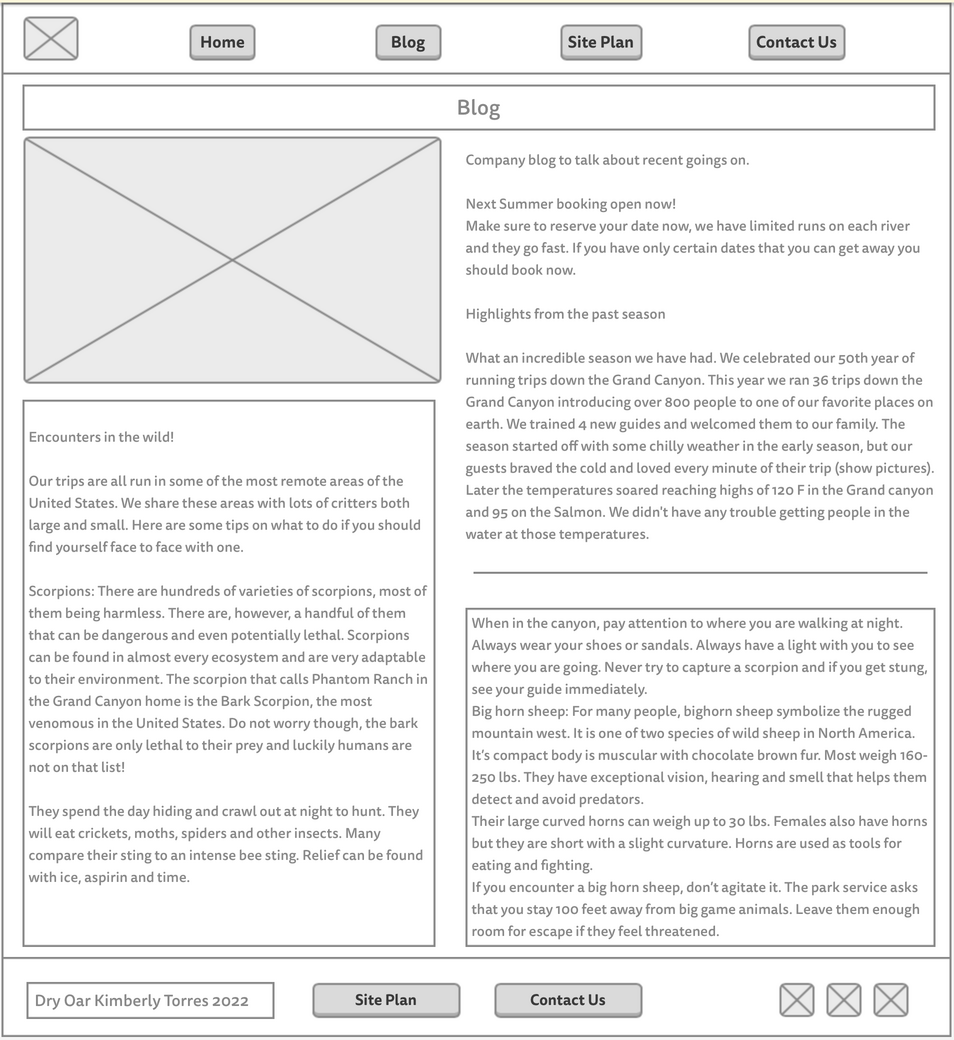 Home
Blog
Site Plan
Contact Us
Blog
Company blog to talk about recent goings on.
Next Summer booking open now!
Make sure to reserve your date now, we have limited runs on each river
and they go fast. If you have only certain dates that you can get away you
should book now.
Highlights from the past season
What an incredible season we have had. We celebrated our 50th year of
running trips down the Grand Canyon. This year we ran 36 trips down the
Grand Canyon introducing over 800 people to one of our favorite places on
earth. We trained 4 new guides and welcomed them to our family. The
season started off with some chilly weather in the early season, but our
guests braved the cold and loved every minute of their trip (show pictures).
Later the temperatures soared reaching highs of 120 F in the Grand canyon
and 95 on the Salmon. We didn't have any trouble getting people in the
water at those temperatures.
Encounters in the wild!
Our trips are all run in some of the most remote areas of the
United States. We share these areas with lots of critters both
large and small. Here are some tips on what to do if you should
find yourself face to face with one.
Scorpions: There are hundreds of varieties of scorpions, most of
them being harmless. There are, however, a handful of them
that can be dangerous and even potentially lethal. Scorpions
can be found in almost every ecosystem and are very adaptable
to their environment. The scorpion that calls Phantom Ranch in
the Grand Canyon home is the Bark Scorpion, the most
venomous in the United States. Do not worry though, the bark
scorpions are only lethal to their prey and luckily humans are
not on that list!
They spend the day hiding and crawl out at night to hunt. They
will eat crickets, moths, spiders and other insects. Many
compare their sting to an intense bee sting. Relief can be found
with ice, aspirin and time.
When in the canyon, pay attention to where you are walking at night.
Always wear your shoes or sandals. Always have a light with you to see
where you are going. Never try to capture a scorpion and if you get stung,
see your guide immediately.
Big horn sheep: For many people, bighorn sheep symbolize the rugged
mountain west. It is one of two species of wild sheep in North America.
It's compact body is muscular with chocolate brown fur. Most weigh 160-
250 lbs. They have exceptional vision, hearing and smell that helps them
detect and avoid predators.
Their large curved horns can weigh up to 30 lbs. Females also have horns
but they are short with a slight curvature. Horns are used as tools for
eating and fighting.
If you encounter a big horn sheep, don't agitate it. The park service asks
that you stay 100 feet away from big game animals. Leave them enough
room for escape if they feel threatened.
Dry Oar Kimberly Torres 2022
Site Plan
Contact Us